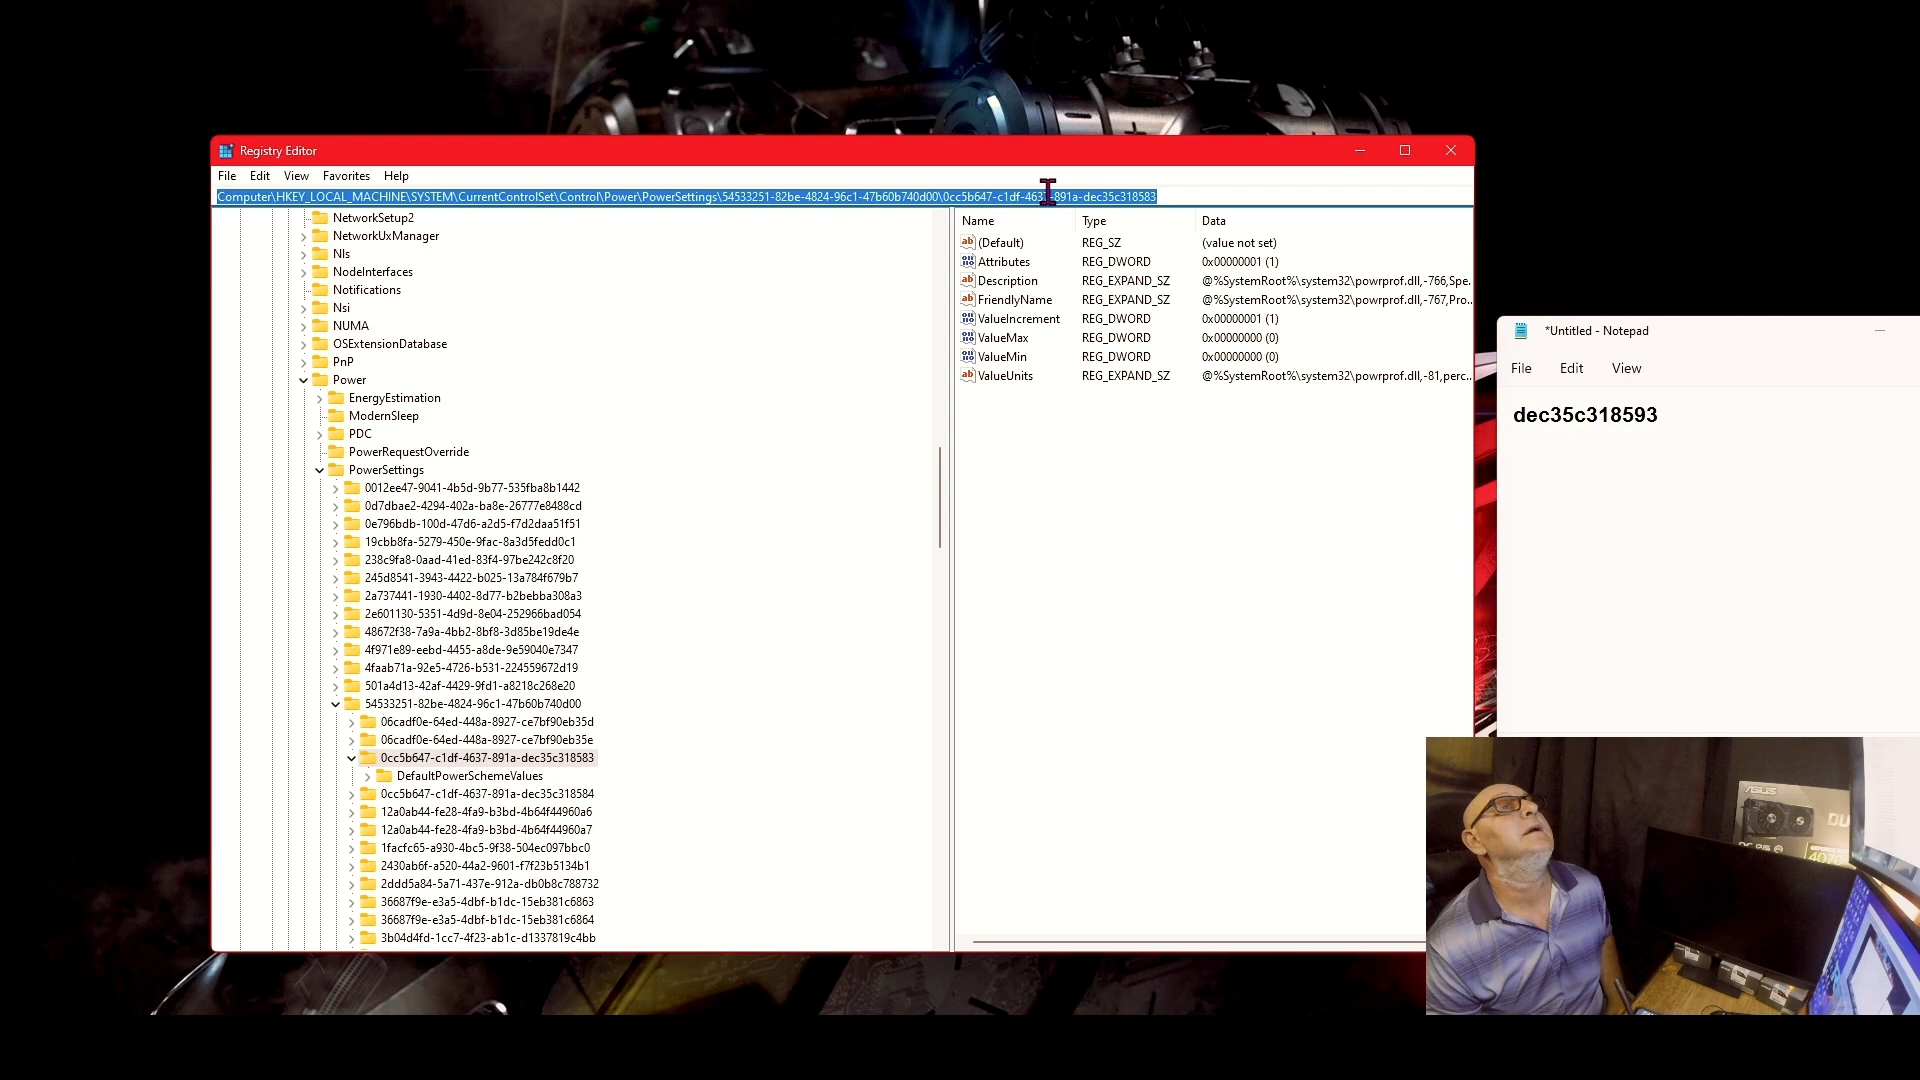 Registry Editor
File Edit View Favorites Help
Computer\HKEY_LOCAL_MACHINE\SYSTEM\CurrentControlSet\Control\Power\PowerSettings\54533251-82be-4824-96c1-47b60b740d00\0cc5b647-c1df-4637-891a-dec35c318583
NetworkSetup2
NetworkUxManager
Nls
NodeInterfaces
Notifications
Nsi
NUMA
OSExtensionDatabase
PnP
Power
EnergyEstimation
ModernSleep
PDC
PowerRequestOverride
PowerSettings
0012ee47-9041-4b5d-9b77-535fba8b1442
0d7dbae2-4294-402a-ba8e-26777e8488cd
0e796bdb-100d-47d6-a2d5-f7d2daa51f51
19cbb8fa-5279-450e-9fac-8a3d5fedd0c1
238c9fa8-0aad-41ed-83f4-97be242c8f20
245d8541-3943-4422-b025-13a784f679b7
2a737441-1930-4402-8d77-b2bebba308a3
2e601130-5351-4d9d-8e04-252966bad054
48672f38-7a9a-4bb2-8bf8-3d85be19de4e
4f971e89-eebd-4455-a8de-9e59040e7347
4faab71a-92e5-4726-b531-224559672d19
501a4d13-42af-4429-9fd1-a8218c268e20
54533251-82be-4824-96c1-47b60b740d00
06cadf0e-64ed-448a-8927-ce7bf90eb35d
06cadf0e-64ed-448a-8927-ce7bf90eb35e
0cc5b647-c1df-4637-891a-dec35c318583
DefaultPowerSchemeValues
0cc5b647-c1df-4637-891a-dec35c318584
12a0ab44-fe28-4fa9-b3bd-4b64f44960a6
12a0ab44-fe28-4fa9-b3bd-4b64f44960a7
1facfc65-a930-4bc5-9f38-504ec097bbc0
2430ab6f-a520-44a2-9601-f7f23b5134b1
2ddd5a84-5a71-437e-912a-db0b8c788732
36687f9e-e3a5-4dbf-b1dc-15eb381c6863
36687f9e-e3a5-4dbf-b1dc-15eb381c6864
3b04d4fd-1cc7-4f23-ab1c-d1337819c4bb
Name Type Data
(Default) REG_SZ (value not set)
Attributes REG_DWORD 0x00000001 (1)
Description REG_EXPAND_SZ @%SystemRoot%\system32\powrprof.dll,-766,Spe..
FriendlyName REG_EXPAND_SZ @%SystemRoot%\system32\powrprof.dll,-767,Pro..
ValueIncrement REG_DWORD 0x00000001 (1)
ValueMax REG_DWORD 0x00000000 (0)
ValueMin REG_DWORD 0x00000000 (0)
ValueUnits REG_EXPAND_SZ @%SystemRoot%\system32\powrprof.dll,-81,perc..
*Untitled - Notepad
File Edit View
dec35c318593
ASUS
DU
4070